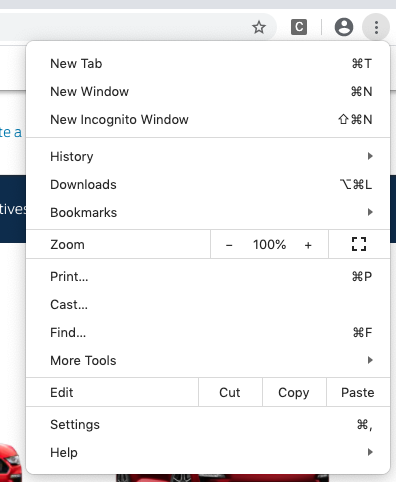 C
New Tab ⌘T
New Window ⌘N
te a
New Incognito Window ⇧⌘N
History
Downloads ⌥⌘L
tives
Bookmarks
Zoom − 100% +
Print... ⌘P
Cast...
Find... ⌘F
More Tools
Edit Cut Copy Paste
Settings ⌘,
Help